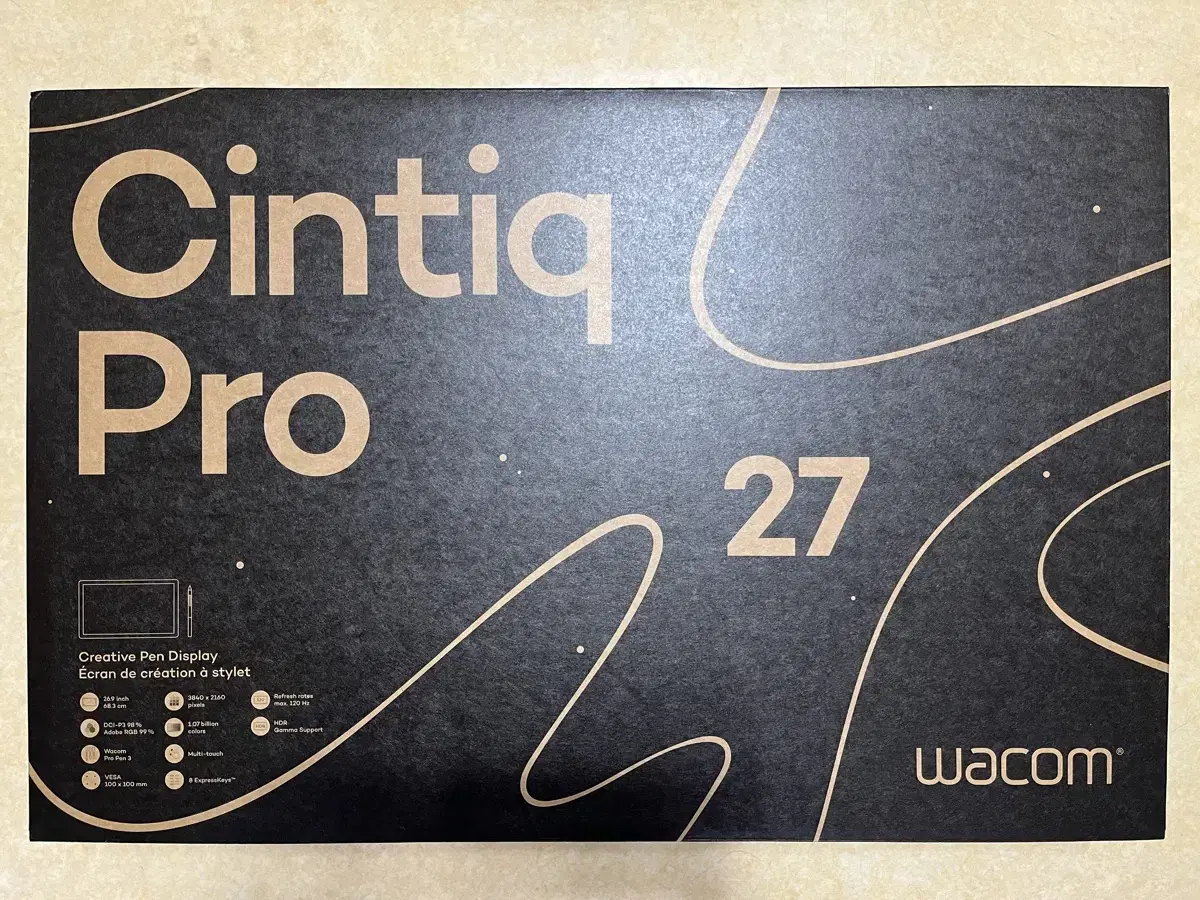 Cintiq
Pro
27
Creative Pen Display
Écran de création à stylet
26.9 inch
68.3 cm
3840 x 2160
pixels
Refresh rates
max. 120 Hz
DCI-P3 98 %
Adobe RGB 99 %
1.07 billion
colors
HDR
Gamma Support
Wacom
Pro Pen 3
Multi-touch
VESA
100 x 100 mm
8 ExpressKeys™
wacom®